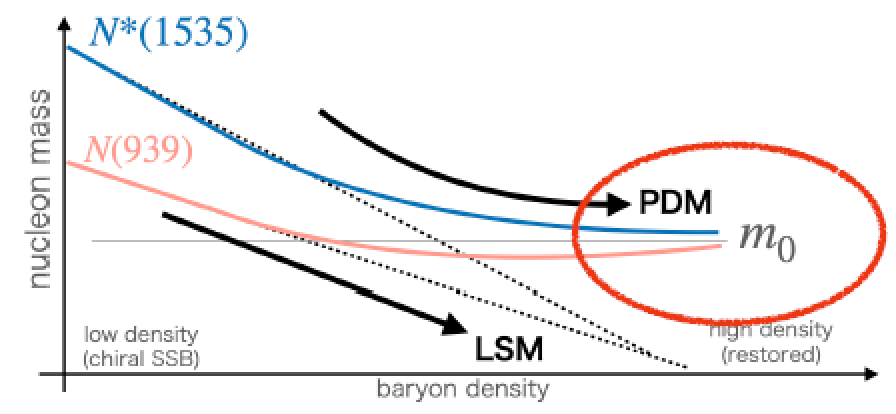 N*(1535)
N(939)
nucleon mass
PDM
m₀
LSM
low density
(chiral SSB)
high density
(restored)
baryon density